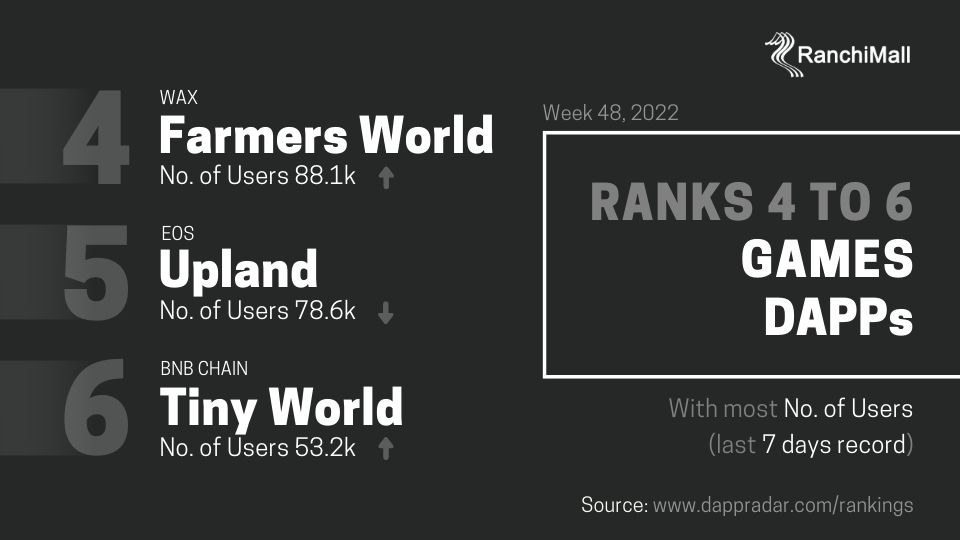 RanchiMall
4
WAX
Farmers World
No. of Users 88.1k
5
EOS
Upland
No. of Users 78.6k
6
BNB CHAIN
Tiny World
No. of Users 53.2k
Week 48, 2022
RANKS 4 TO 6
GAMES
DAPPs
With most No. of Users
(last 7 days record)
Source: www.dappradar.com/rankings